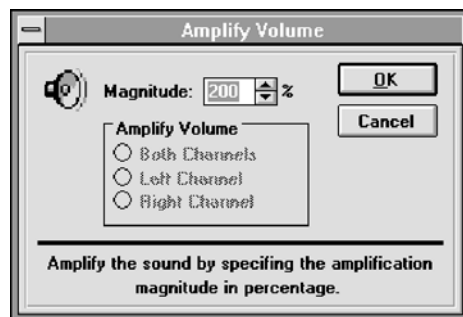 Amplify Volume
Magnitude: 200 %
OK
Amplify Volume
Cancel
Both Channels
Left Channel
Right Channel
Amplify the sound by specifing the amplification
magnitude in percentage.